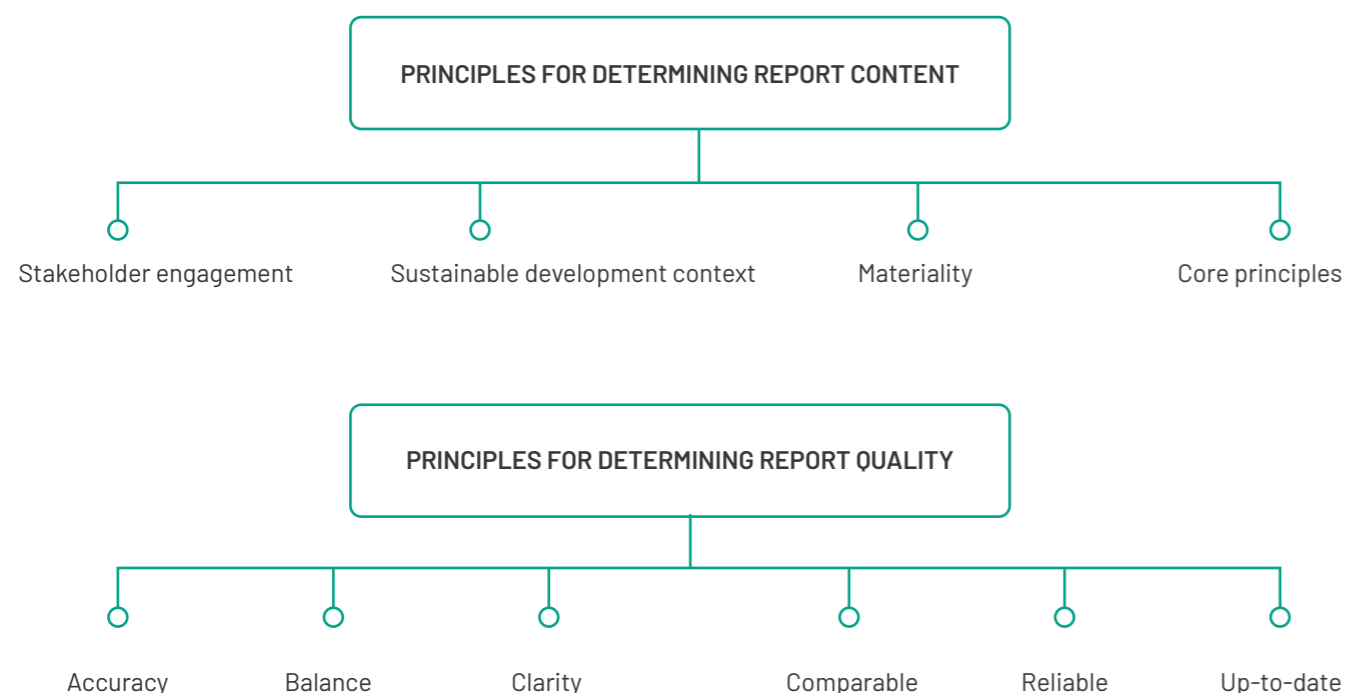 PRINCIPLES FOR DETERMINING REPORT CONTENT
Stakeholder engagement
Sustainable development context
Materiality
Core principles
PRINCIPLES FOR DETERMINING REPORT QUALITY
Accuracy
Balance
Clarity
Comparable
Reliable
Up-to-date